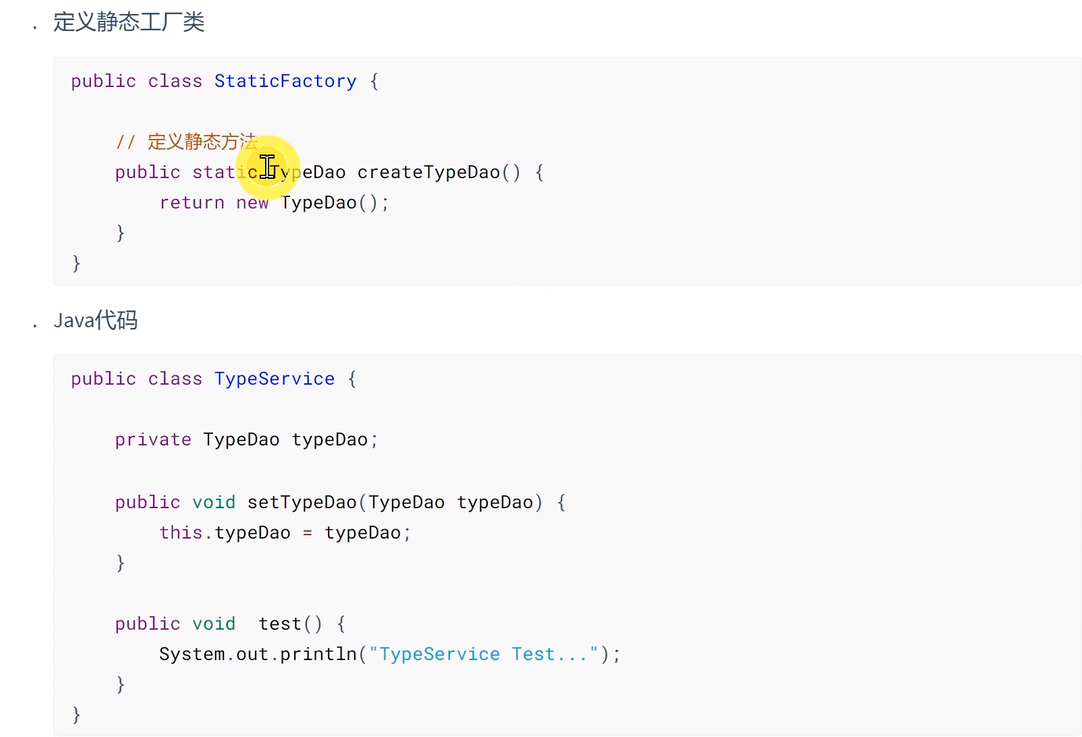 . 定义静态工厂类
public class StaticFactory {
// 定义静态方法
public static TypeDao createTypeDao() {
return new TypeDao();
}
}
. Java代码
public class TypeService {
private TypeDao typeDao;
public void setTypeDao(TypeDao typeDao) {
this.typeDao = typeDao;
}
public void  test() {
System.out.println("TypeService Test...");
}
}